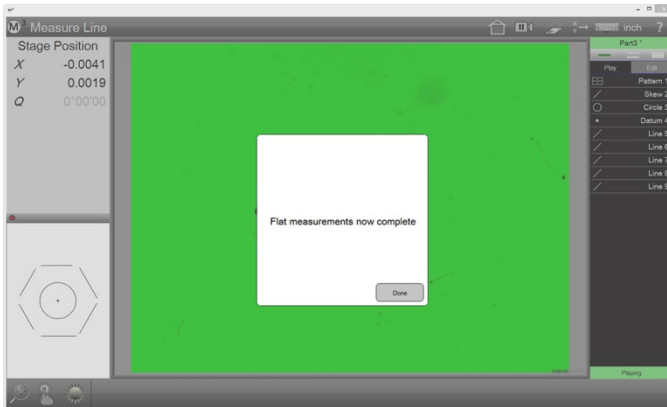 M³
M³ Measure Line
inch ?
Stage Position
X -0.0041
Y 0.0019
Q 0°00'00
Flat measurements now complete
Done
Part3 *
Play Edit
Pattern 1
Skew 2
Circle 3
Datum 4
Line 5
Line 6
Line 7
Line 8
Line 9
Playing